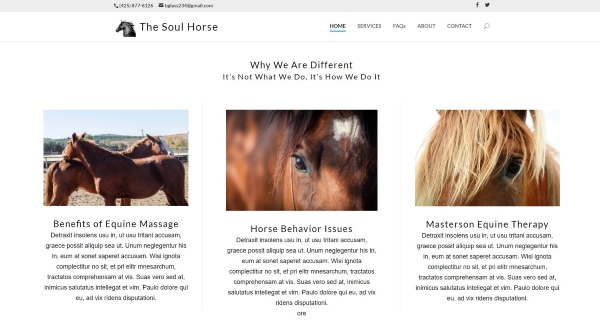 (425) 877-6126 bglass234@gmail.com
The Soul Horse
HOME SERVICES FAQs ABOUT CONTACT
Why We Are Different
It's Not What We Do, It's How We Do It
Benefits of Equine Massage
Detraxit insolens usu in, ut usu tritani accusam,
graece possit aliquip sea ut. Unum neglegentur his
in, eum at sonet saperet accusam. Wisi ignota
complectitur no sit, et pri elitr mnesarchum, tractatos
comprehensam at vis. Suas vero sed at, inimicus
salutatus intellegat et vim. Paulo dolor quando qui
eu, ad vix ridens disputationi.
Horse Behavior Issues
Detraxit insolens usu in, ut usu tritani accusam,
graece possit aliquip sea ut. Unum neglegentur his
in, eum at sonet saperet accusam. Wisi ignota
complectitur no sit, et pri elitr mnesarchum, tractatos
comprehensam at vis. Suas vero sed at, inimicus
salutatus intellegat et vim. Paulo dolor quando qui
eu, ad vix ridens disputationi.
ore
Masterson Equine Therapy
Detraxit insolens usu in, ut usu tritani accusam,
graece possit aliquip sea ut. Unum neglegentur his
in, eum at sonet saperet accusam. Wisi ignota
complectitur no sit, et pri elitr mnesarchum, tractatos
comprehensam at vis. Suas vero sed at, inimicus
salutatus intellegat et vim. Paulo dolor quando qui
eu, ad vix ridens disputationi.